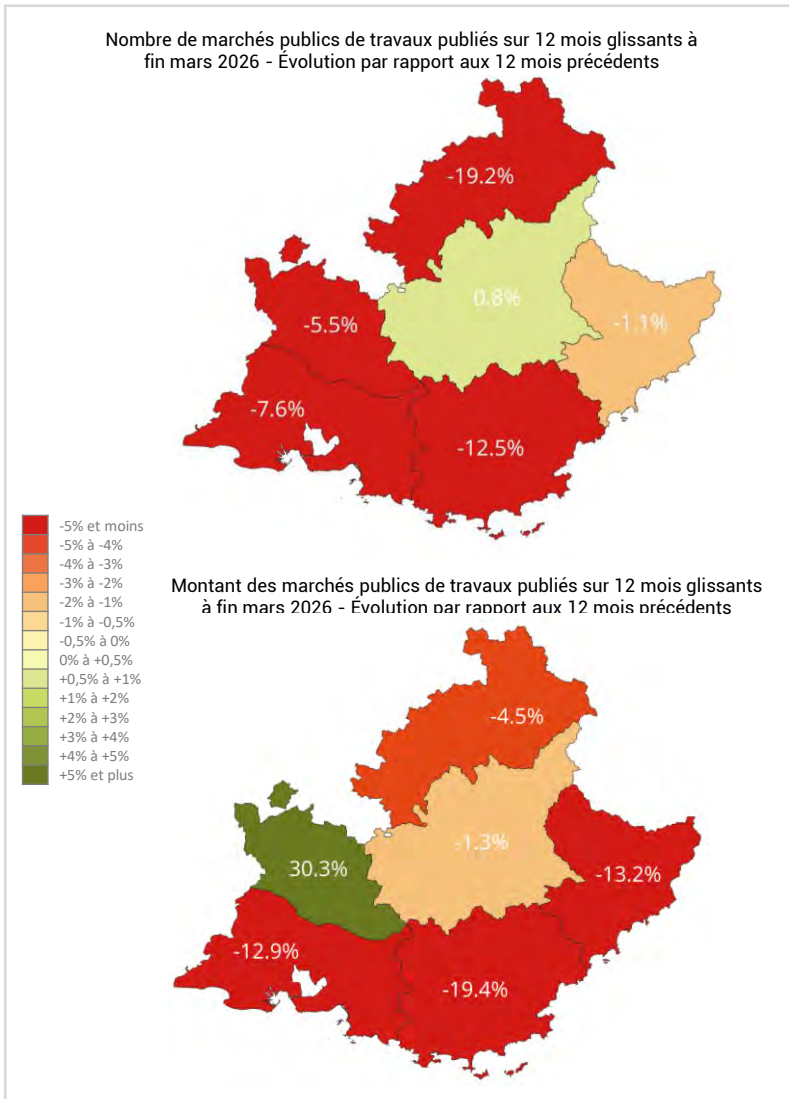 Nombre de marchés publics de travaux publiés sur 12 mois glissants à
fin mars 2026 - Évolution par rapport aux 12 mois précédents
-19.2%
0.8%
-1.1%
-5.5%
-7.6%
-12.5%
-5% et moins
-5% à -4%
-4% à -3%
-3% à -2%
-2% à -1%
-1% à -0,5%
-0,5% à 0%
0% à +0,5%
+0,5% à +1%
+1% à +2%
+2% à +3%
+3% à +4%
+4% à +5%
+5% et plus
Montant des marchés publics de travaux publiés sur 12 mois glissants
à fin mars 2026 - Évolution par rapport aux 12 mois précédents
-4.5%
-1.3%
30.3%
-13.2%
-12.9%
-19.4%